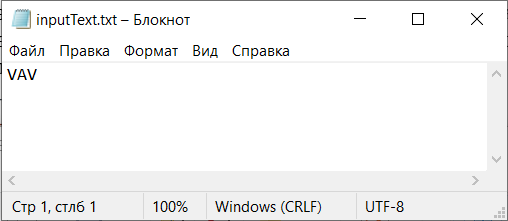 inputText.txt – Блокнот
Файл Правка Формат Вид Справка
VAV
Стр 1, стлб 1 100% Windows (CRLF) UTF-8